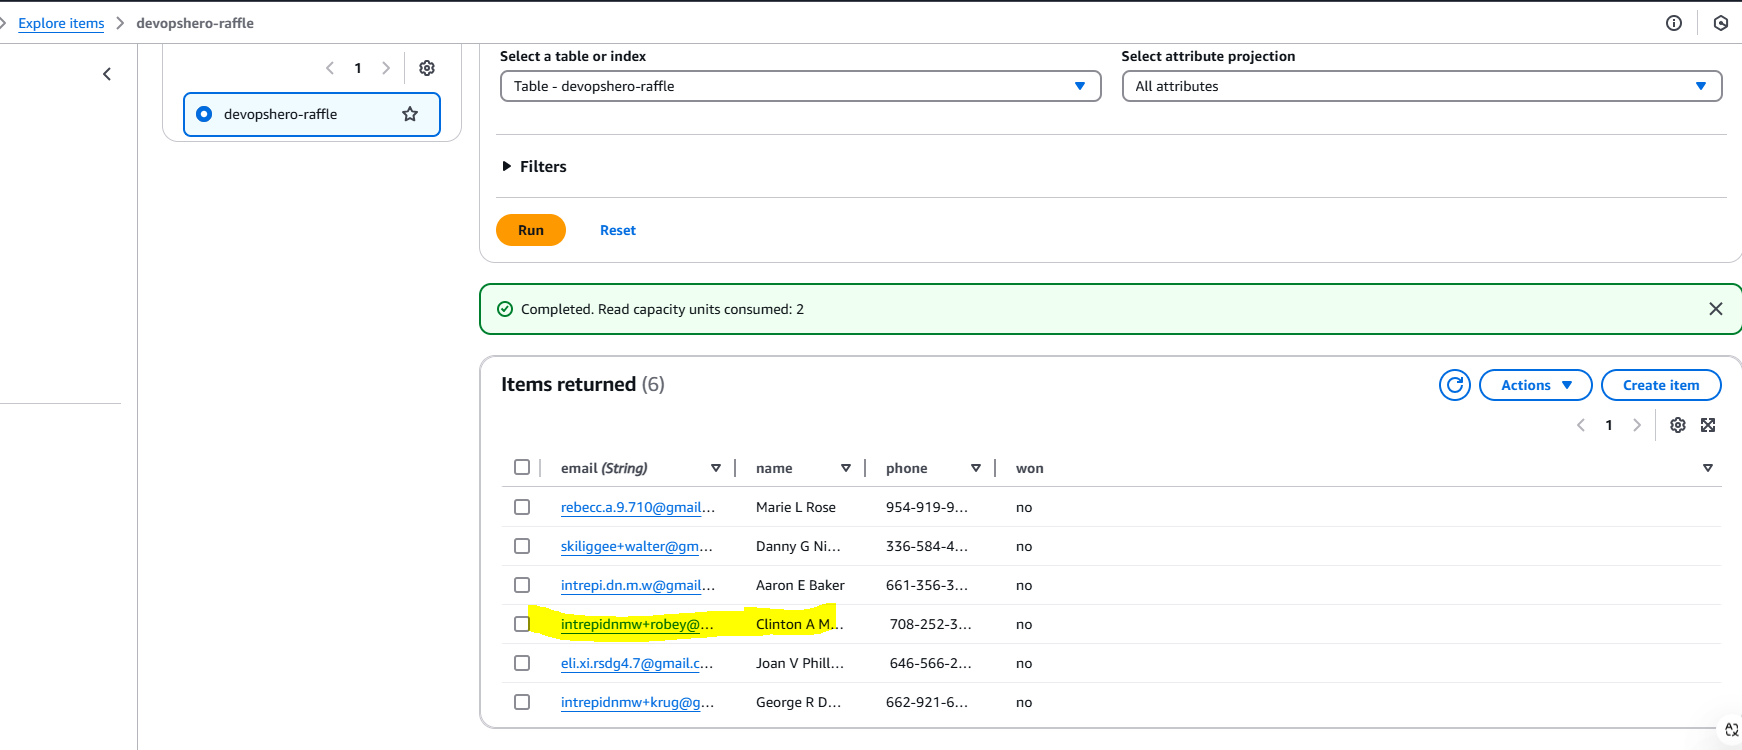 Explore items devopshero-raffle
1
devopshero-raffle
Select a table or index
Table - devopshero-raffle
Select attribute projection
All attributes
Filters
Run Reset
Completed. Read capacity units consumed: 2
Items returned (6)
Actions Create item
1
email (String) name phone won
rebecc.a.9.710@gmail... Marie L Rose 954-919-9... no
skiliggee+walter@gm... Danny G Ni... 336-584-4... no
intrepi.dn.m.w@gmail... Aaron E Baker 661-356-3... no
intrepidnmw+robey@... Clinton A M... 708-252-3... no
eli.xi.rsdg4.7@gmail.c... Joan V Phill... 646-566-2... no
intrepidnmw+krug@g... George R D... 662-921-6... no